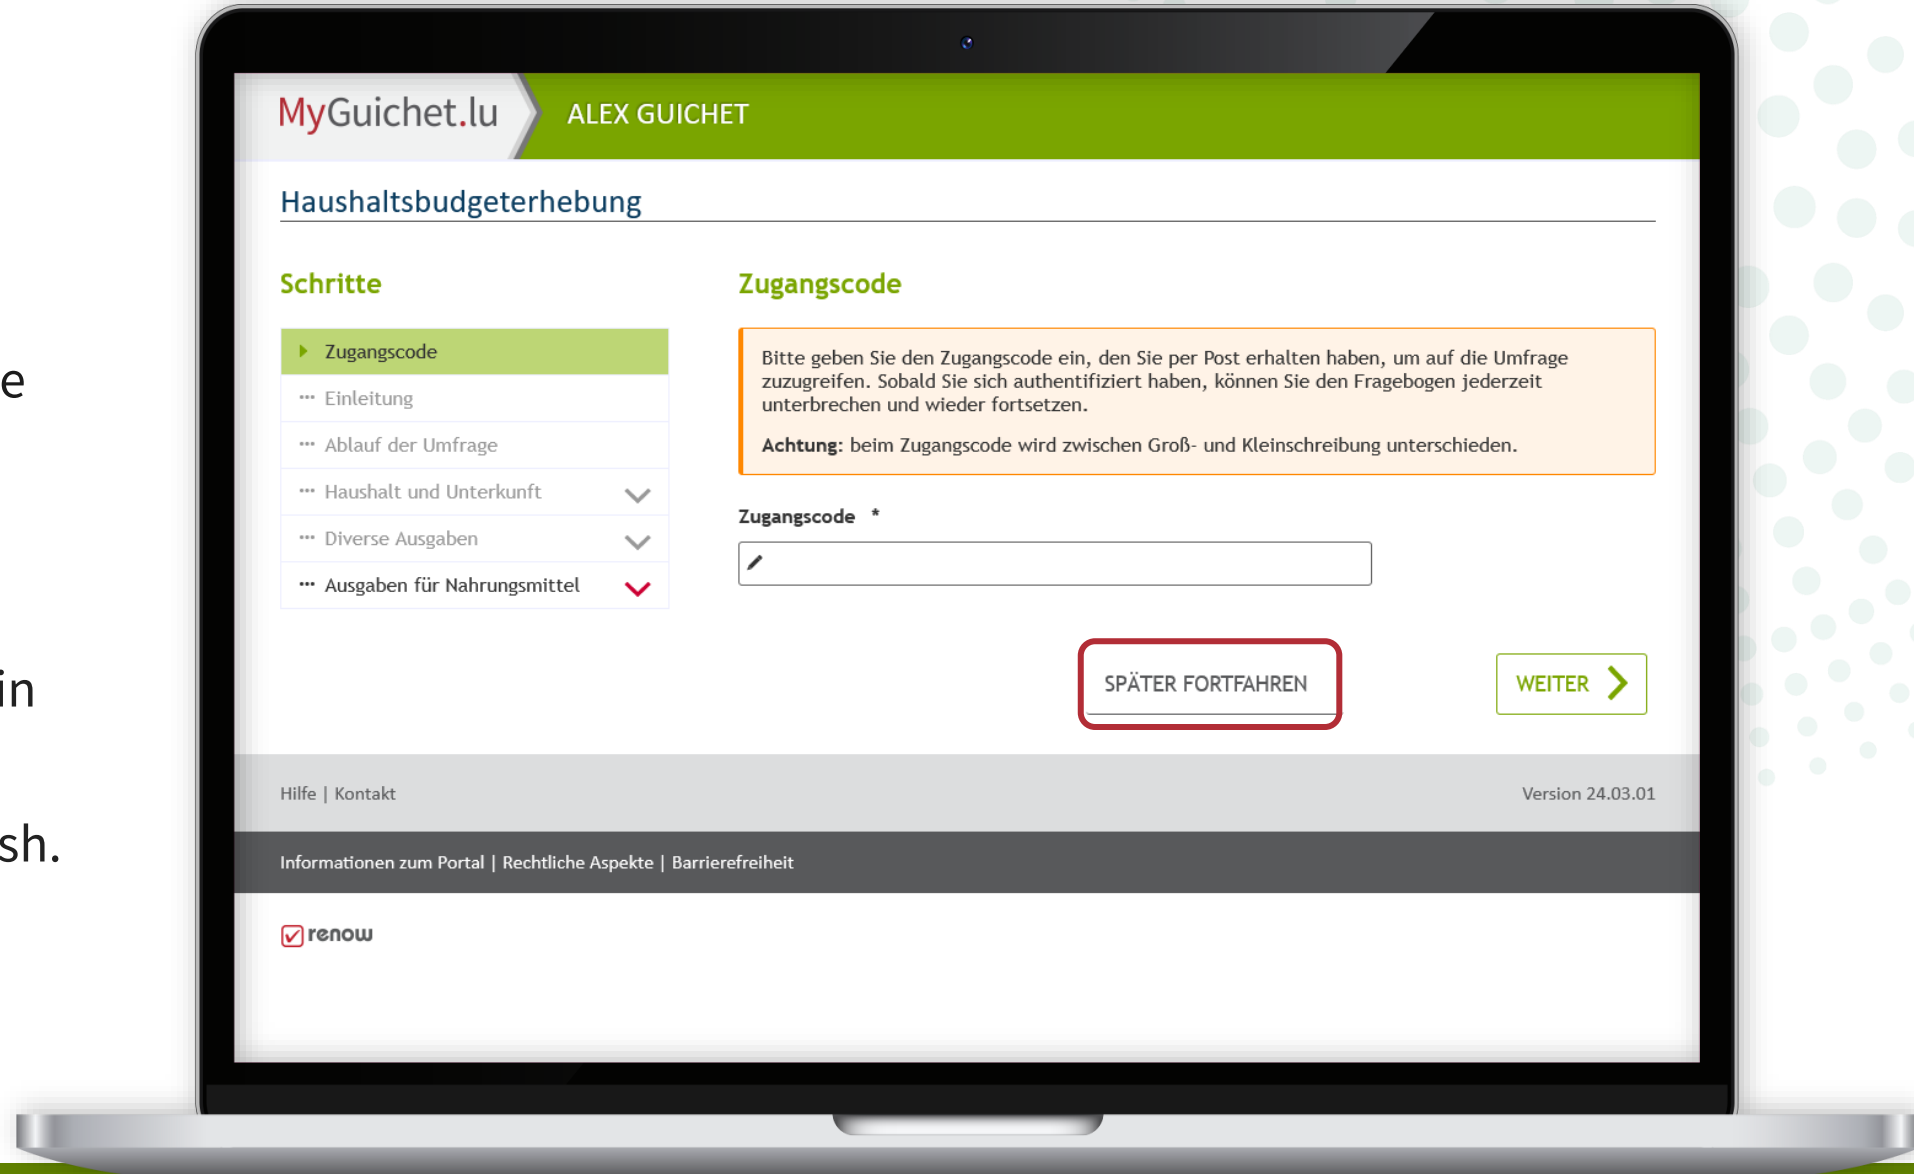 e
in
sh.
MyGuichet.lu
ALEX GUICHET
Haushaltsbudgeterhebung
Schritte
Zugangscode
Einleitung
Ablauf der Umfrage
Haushalt und Unterkunft
Diverse Ausgaben
Ausgaben für Nahrungsmittel
Zugangscode
Bitte geben Sie den Zugangscode ein, den Sie per Post erhalten haben, um auf die Umfrage
zuzugreifen. Sobald Sie sich authentifiziert haben, können Sie den Fragebogen jederzeit
unterbrechen und wieder fortsetzen.
Achtung: beim Zugangscode wird zwischen Groß- und Kleinschreibung unterschieden.
Zugangscode *
SPÄTER FORTFAHREN
WEITER
Hilfe | Kontakt
Version 24.03.01
Informationen zum Portal | Rechtliche Aspekte | Barrierefreiheit
renow